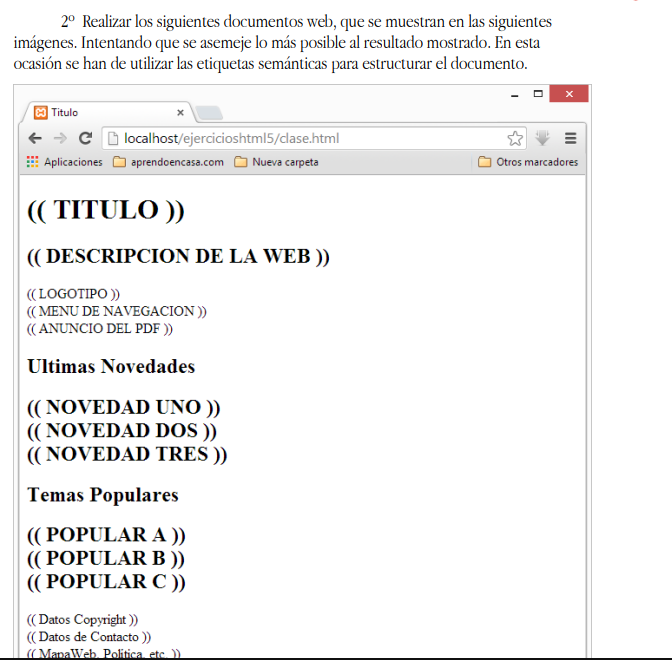 2º Realizar los siguientes documentos web, que se muestran en las siguientes
imágenes. Intentando que se asemeje lo más posible al resultado mostrado. En esta
ocasión se han de utilizar las etiquetas semánticas para estructurar el documento.
Titulo
localhost/ejercicioshtml5/clase.html
Aplicaciones aprendoencasa.com Nueva carpeta Otros marcadores
(( TITULO ))
(( DESCRIPCION DE LA WEB ))
(( LOGOTIPO ))
(( MENU DE NAVEGACION ))
(( ANUNCIO DEL PDF ))
Ultimas Novedades
(( NOVEDAD UNO ))
(( NOVEDAD DOS ))
(( NOVEDAD TRES ))
Temas Populares
(( POPULAR A ))
(( POPULAR B ))
(( POPULAR C ))
(( Datos Copyright ))
(( Datos de Contacto ))
(( MapaWeb, Politica, etc. ))